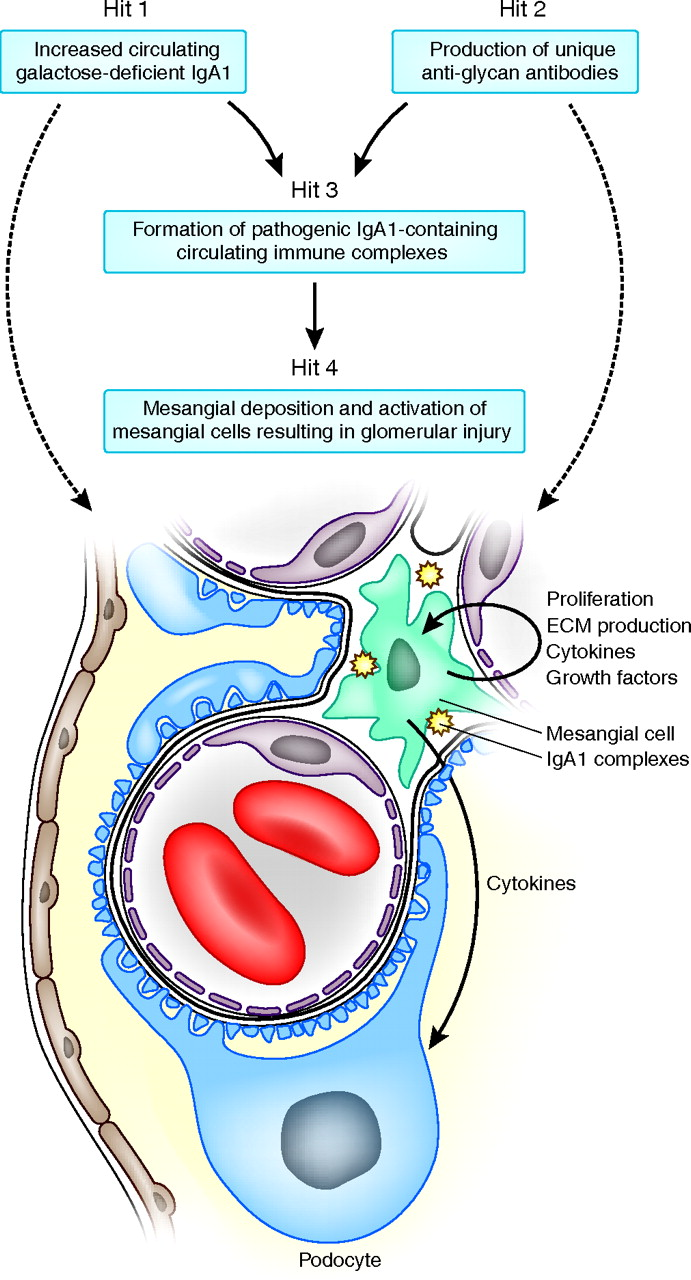 Hit 1
Hit 2
Increased circulating
galactose-deficient IgA1
Production of unique
anti-glycan antibodies
Hit 3
Formation of pathogenic IgA1-containing
circulating immune complexes
Hit 4
Mesangial deposition and activation of
mesangial cells resulting in glomerular injury
Proliferation
ECM production
Cytokines
Growth factors
Mesangial cell
IgA1 complexes
Cytokines
Podocyte